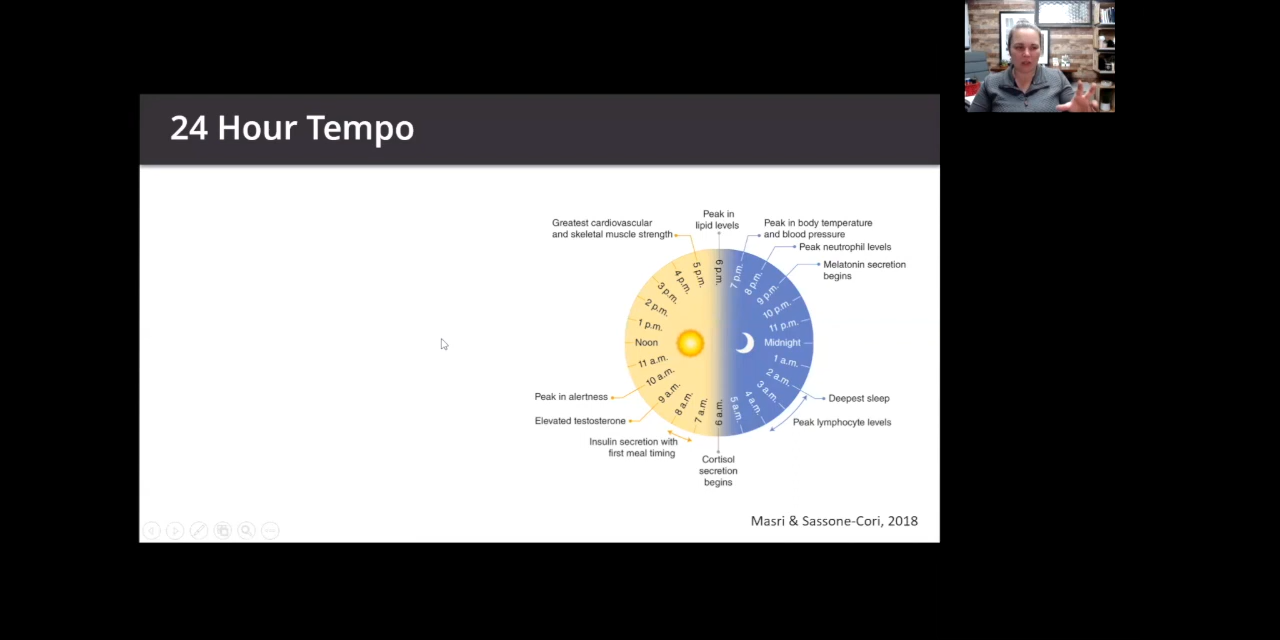 24 Hour Tempo
Greatest cardiovascular
and skeletal muscle strength
Peak in
lipid levels
Peak in body temperature
and blood pressure
Peak neutrophil levels
Melatonin secretion
begins
6 p.m.
7 p.m.
8 p.m.
9 p.m.
10 p.m.
11 p.m.
Midnight
1 a.m.
2 a.m.
3 a.m.
4 a.m.
5 a.m.
6 a.m.
7 a.m.
8 a.m.
9 a.m.
10 a.m.
11 a.m.
Noon
1 p.m.
2 p.m.
3 p.m.
4 p.m.
5 p.m.
Deepest sleep
Peak lymphocyte levels
Peak in alertness
Elevated testosterone
Insulin secretion with
first meal timing
Cortisol
secretion
begins
Masri & Sassone-Cori, 2018